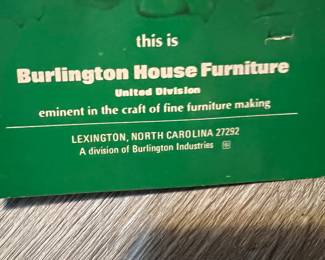 this is
Burlington House Furniture
United Division
eminent in the craft of fine furniture making
LEXINGTON, NORTH CAROLINA 27292
A division of Burlington Industries